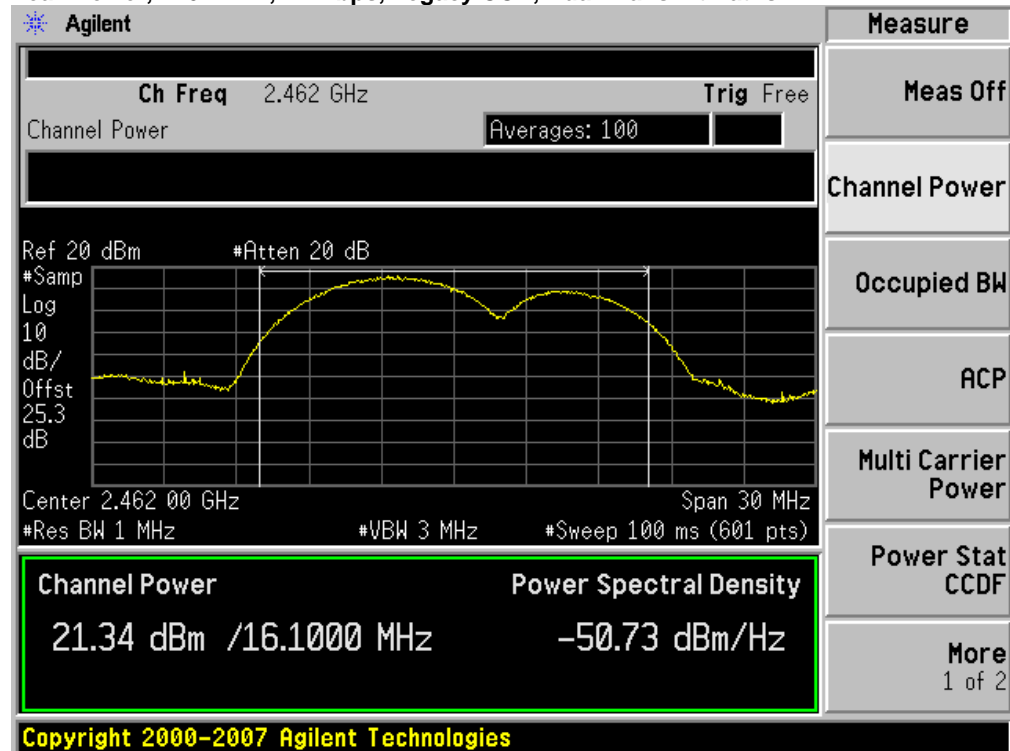 Agilent
Measure
Ch Freq 2.462 GHz Trig Free
Channel Power Averages: 100
Ref 20 dBm #Atten 20 dB
#Samp
Log
10
dB/
Offst
25.3
dB
Center 2.462 00 GHz Span 30 MHz
#Res BW 1 MHz #VBW 3 MHz #Sweep 100 ms (601 pts)
Channel Power Power Spectral Density
21.34 dBm /16.1000 MHz -50.73 dBm/Hz
Meas Off
Channel Power
Occupied BW
ACP
Multi Carrier
Power
Power Stat
CCDF
More
1 of 2
Copyright 2000-2007 Agilent Technologies